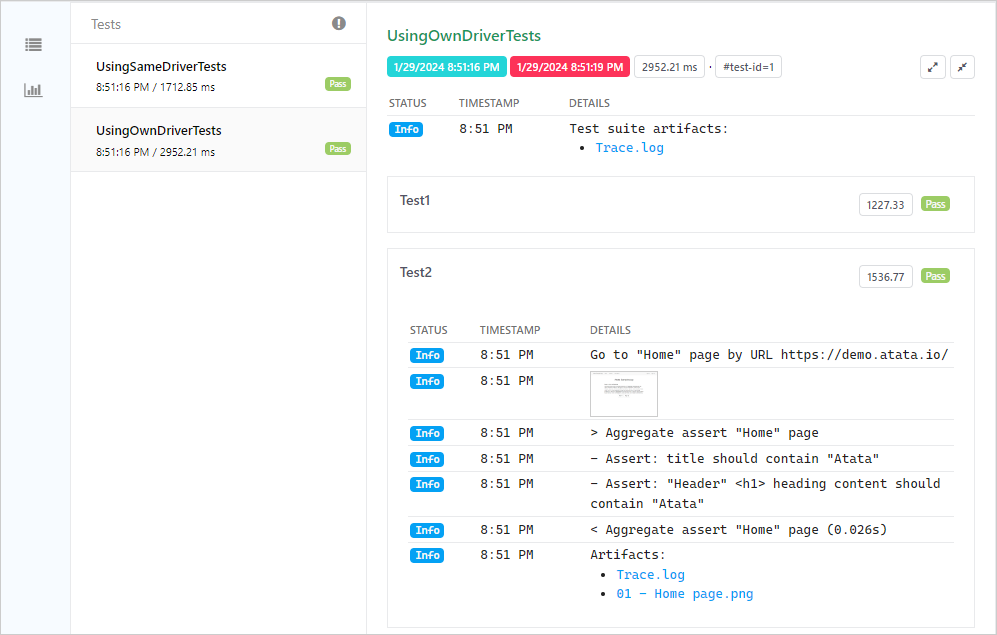 Tests
UsingSameDriverTests
8:51:16 PM / 1712.85 ms
Pass
UsingOwnDriverTests
8:51:16 PM / 2952.21 ms
Pass
UsingOwnDriverTests
1/29/2024 8:51:16 PM 1/29/2024 8:51:19 PM 2952.21 ms · #test-id=1
STATUS TIMESTAMP DETAILS
Info 8:51 PM Test suite artifacts:
• Trace.log
Test1 1227.33 Pass
Test2 1536.77 Pass
STATUS TIMESTAMP DETAILS
Info 8:51 PM Go to "Home" page by URL https://demo.atata.io/
Info 8:51 PM
Info 8:51 PM > Aggregate assert "Home" page
Info 8:51 PM - Assert: title should contain "Atata"
Info 8:51 PM - Assert: "Header" <h1> heading content should
contain "Atata"
Info 8:51 PM < Aggregate assert "Home" page (0.026s)
Info 8:51 PM Artifacts:
• Trace.log
• 01 - Home page.png